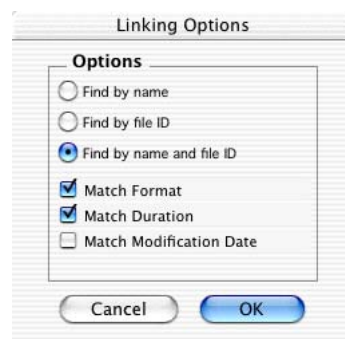 Linking Options
Options
Find by name
Find by file ID
Find by name and file ID
Match Format
Match Duration
Match Modification Date
Cancel OK